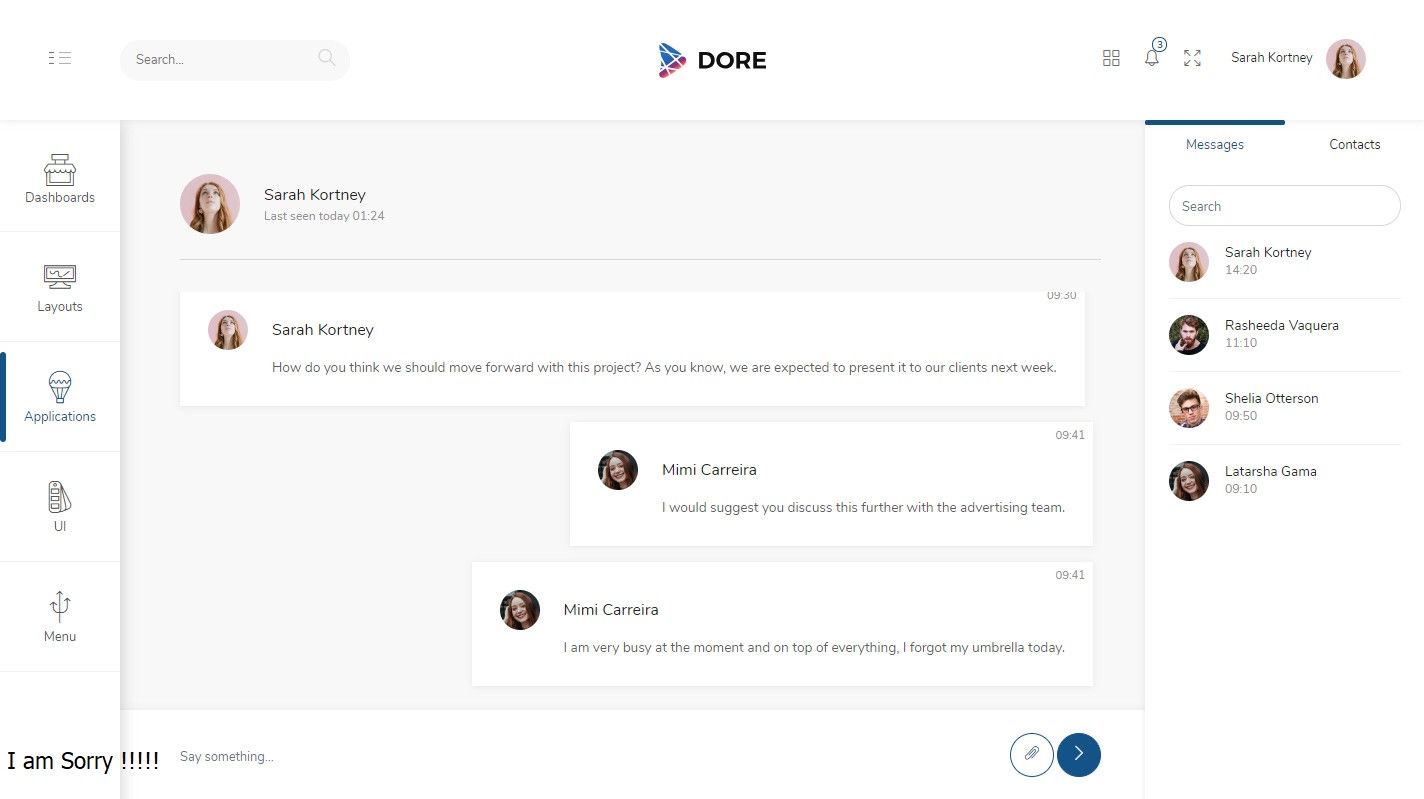 Search...
DORE
3
Sarah Kortney
Dashboards
Layouts
Applications
UI
Menu
Sarah Kortney
Last seen today 01:24
09:30
Sarah Kortney
How do you think we should move forward with this project? As you know, we are expected to present it to our clients next week.
09:41
Mimi Carreira
I would suggest you discuss this further with the advertising team.
09:41
Mimi Carreira
I am very busy at the moment and on top of everything, I forgot my umbrella today.
I am Sorry !!!!!
Say something...
Messages
Contacts
Search
Sarah Kortney
14:20
Rasheeda Vaquera
11:10
Shelia Otterson
09:50
Latarsha Gama
09:10